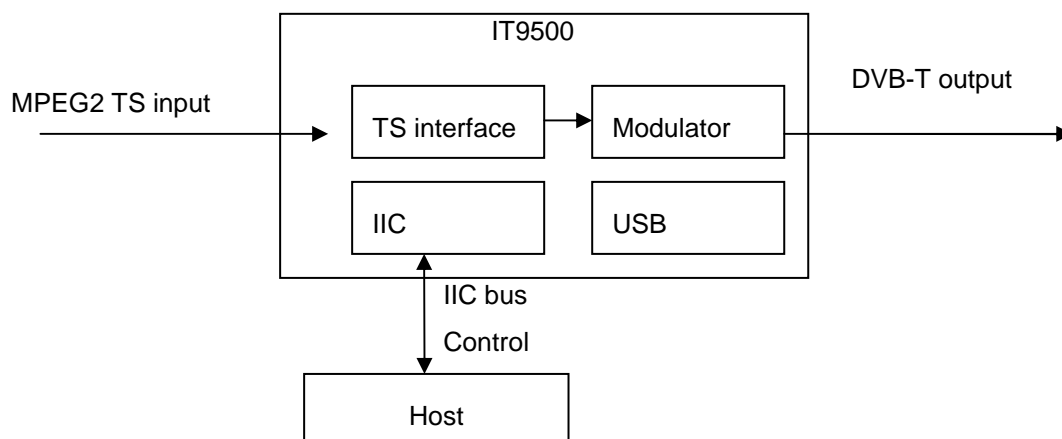 IT9500
MPEG2 TS input
DVB-T output
TS interface
Modulator
IIC
USB
IIC bus
Control
Host